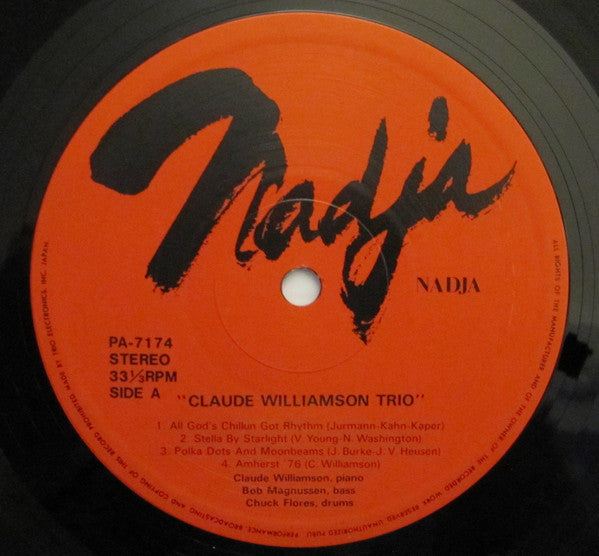 Nadja
NADJA
PA-7174
STEREO
33⅓RPM
SIDE A
"CLAUDE WILLIAMSON TRIO"
1. All God's Chilkun Got Rhythm (Jurmann-Kahn-Kaper)
2. Stella By Starlight (V. Young-N. Washington)
3. Polka Dots And Moonbeams (J. Burke-J. V. Heusen)
4. Amherst '76 (C. Williamson)
Claude Williamson, piano
Bob Magnussen, bass
Chuck Flores, drums
ALL RIGHTS OF THE MANUFACTURER AND OF THE OWNER OF THE RECORDED WORK RESERVED. UNAUTHORIZED PUBLIC PERFORMANCE, BROADCASTING AND COPYING OF THIS RECORD PROHIBITED MADE BY TRIO ELECTRONICS, INC. JAPAN.